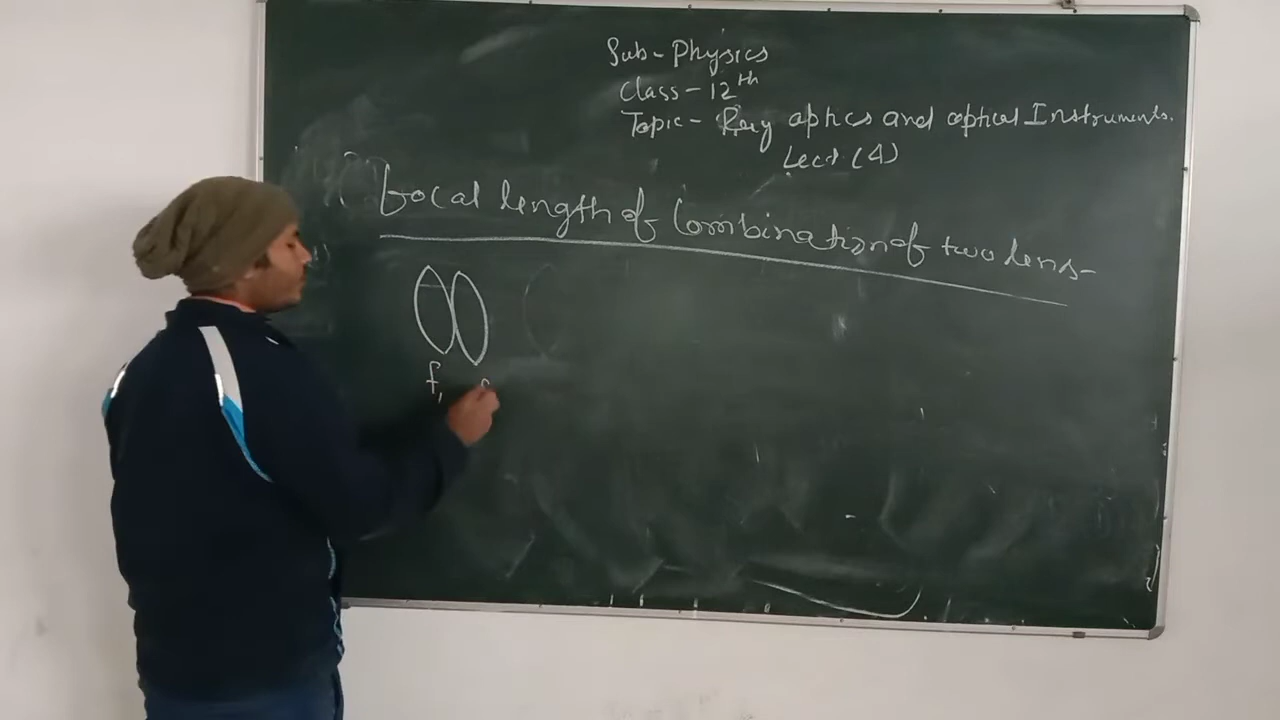 Sub- Physics
Class- 12th
Topic- Ray optics and optical Instruments.
Lect (4)
focal length of Combination of two lens-
f1